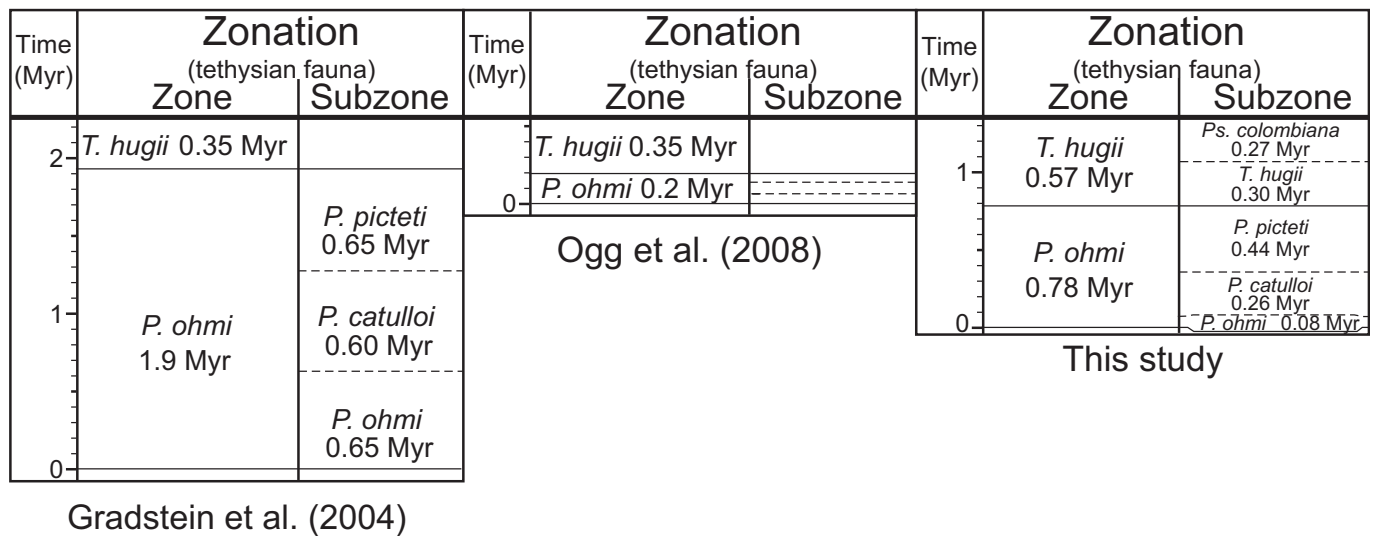 Time
(Myr)
Zonation
(tethysian fauna)
Zone
Subzone
2
1
0
T. hugii 0.35 Myr
P. ohmi
1.9 Myr
P. picteti
0.65 Myr
P. catulloi
0.60 Myr
P. ohmi
0.65 Myr
Gradstein et al. (2004)
Time
(Myr)
Zonation
(tethysian fauna)
Zone
Subzone
0
T. hugii 0.35 Myr
P. ohmi 0.2 Myr
Ogg et al. (2008)
Time
(Myr)
Zonation
(tethysian fauna)
Zone
Subzone
1
0
T. hugii
0.57 Myr
P. ohmi
0.78 Myr
Ps. colombiana
0.27 Myr
T. hugii
0.30 Myr
P. picteti
0.44 Myr
P. catulloi
0.26 Myr
P. ohmi 0.08 Myr
This study